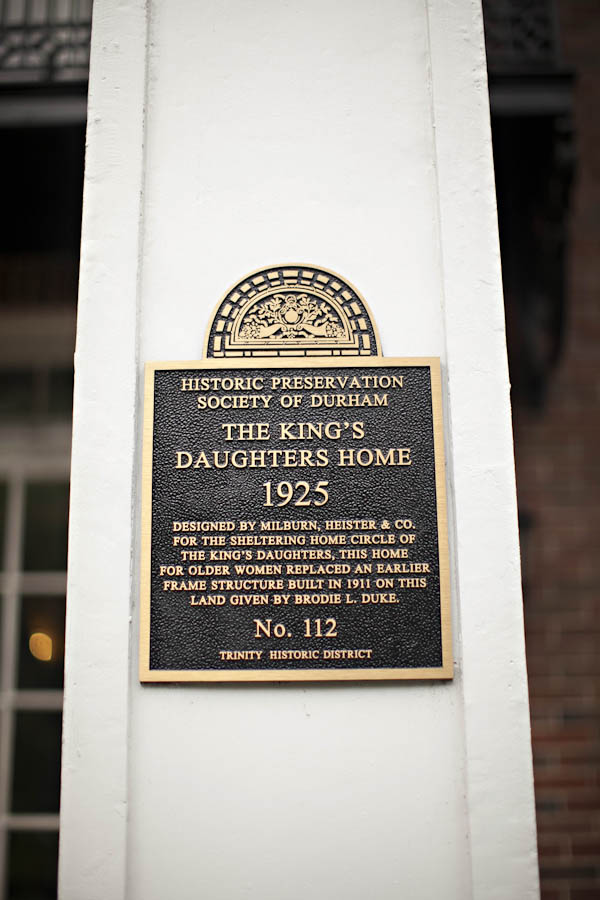 HISTORIC PRESERVATION
SOCIETY OF DURHAM
THE KING'S
DAUGHTERS HOME
1925
DESIGNED BY MILBURN, HEISTER & CO.
FOR THE SHELTERING HOME CIRCLE OF
THE KING'S DAUGHTERS, THIS HOME
FOR OLDER WOMEN REPLACED AN EARLIER
FRAME STRUCTURE BUILT IN 1911 ON THIS
LAND GIVEN BY BRODIE L. DUKE.
No. 112
TRINITY HISTORIC DISTRICT